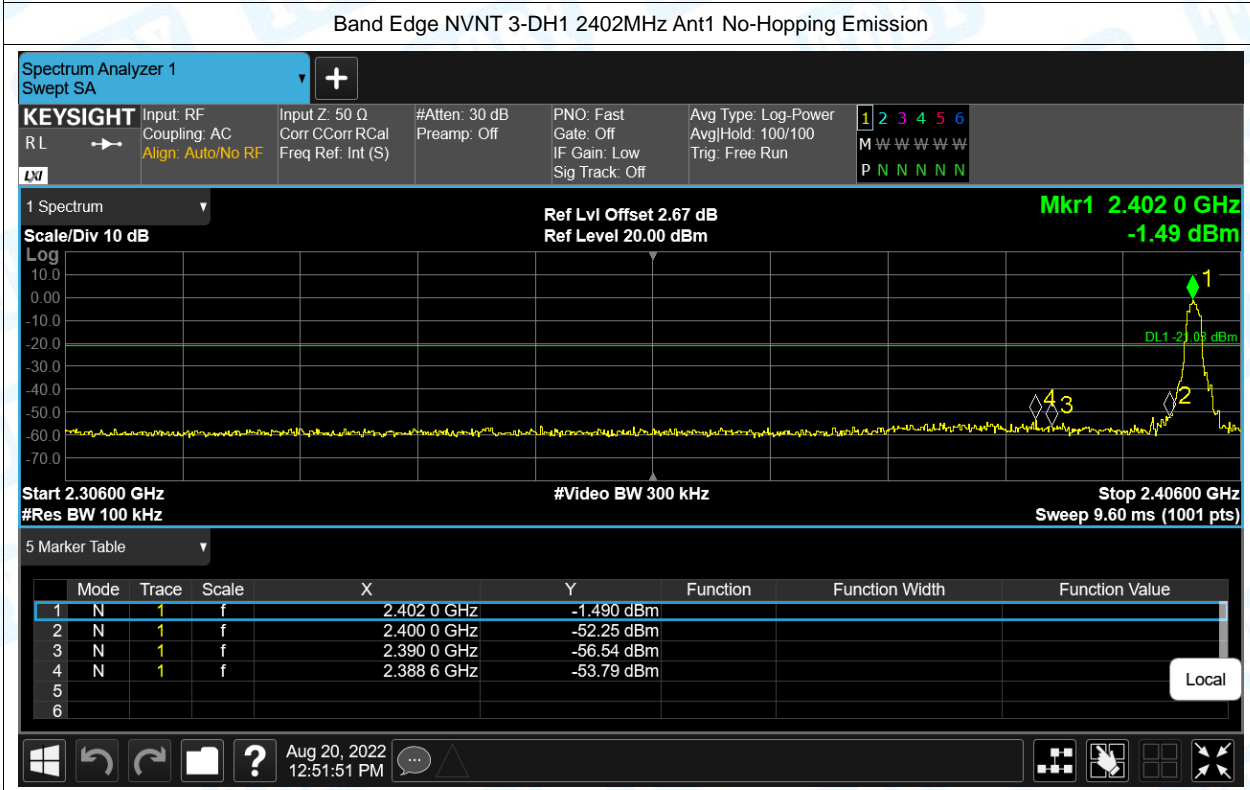 Band Edge NVNT 3-DH1 2402MHz Ant1 No-Hopping Emission
Spectrum Analyzer 1
Swept SA
KEYSIGHT Input: RF Input Z: 50 Ω #Atten: 30 dB PNO: Fast Avg Type: Log-Power 1 2 3 4 5 6
RL Coupling: AC Corr CCorr RCal Preamp: Off Gate: Off Avg|Hold: 100/100 M W W W W W
Align: Auto/No RF Freq Ref: Int (S) IF Gain: Low Trig: Free Run
LXI Sig Track: Off P N N N N N
1 Spectrum Ref Lvl Offset 2.67 dB Mkr1 2.402 0 GHz
Scale/Div 10 dB Ref Level 20.00 dBm -1.49 dBm
Log
10.0 1
0.00
-10.0
-20.0 DL1 -21.03 dBm
-30.0
-40.0
4 3 2
-50.0
-60.0
-70.0
Start 2.30600 GHz #Video BW 300 kHz Stop 2.40600 GHz
#Res BW 100 kHz Sweep 9.60 ms (1001 pts)
5 Marker Table
Mode Trace Scale X Y Function Function Width Function Value
1 N 1 f 2.402 0 GHz -1.490 dBm
2 N 1 f 2.400 0 GHz -52.25 dBm
3 N 1 f 2.390 0 GHz -56.54 dBm
4 N 1 f 2.388 6 GHz -53.79 dBm
Local
5
6
? Aug 20, 2022
12:51:51 PM